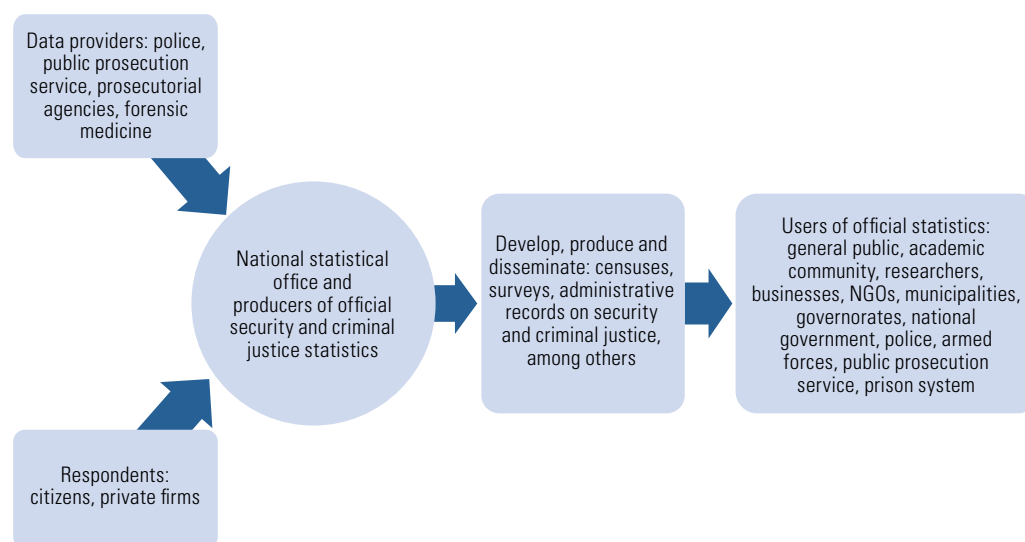 Data providers: police,
public prosecution
service, prosecutorial
agencies, forensic
medicine
National statistical
office and
producers of official
security and criminal
justice statistics
Respondents:
citizens, private firms
Develop, produce and
disseminate: censuses,
surveys, administrative
records on security
and criminal justice,
among others
Users of official statistics:
general public, academic
community, researchers,
businesses, NGOs, municipalities,
governorates, national
government, police, armed
forces, public prosecution
service, prison system